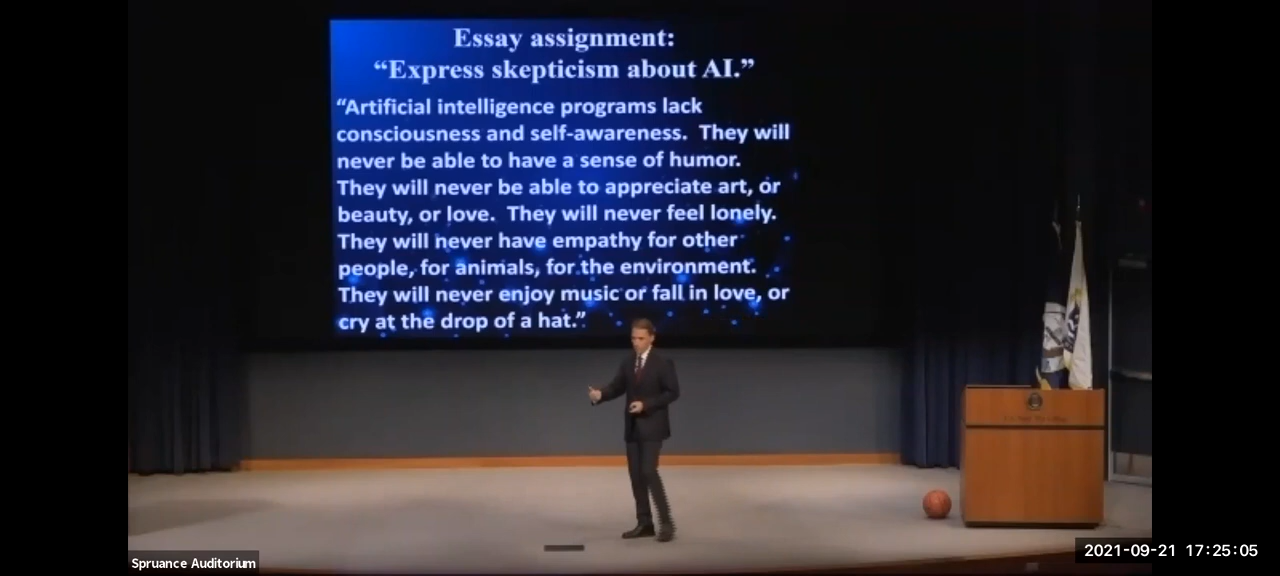 Essay assignment:
“Express skepticism about AI.”
“Artificial intelligence programs lack
consciousness and self-awareness.  They will
never be able to have a sense of humor.
They will never be able to appreciate art, or
beauty, or love.  They will never feel lonely.
They will never have empathy for other
people, for animals, for the environment.
They will never enjoy music or fall in love, or
cry at the drop of a hat.”
Spruance Auditorium
2021-09-21 17:25:05